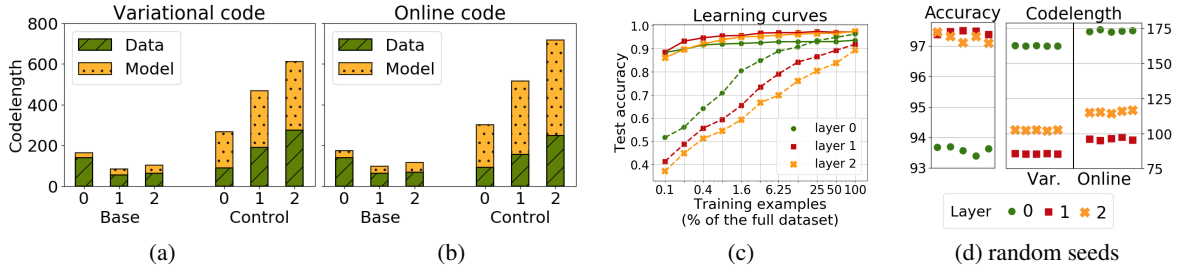 Variational code
Codelength
800
600
400
200
0
Data
Model
0 1 2 0 1 2
Base Control
(a)
Online code
Data
Model
0 1 2 0 1 2
Base Control
(b)
Learning curves
Test accuracy
1.0
0.9
0.8
0.7
0.6
0.5
0.4
layer 0
layer 1
layer 2
0.1 0.4 1.6 6.25 25 50 100
Training examples
(% of the full dataset)
(c)
Accuracy Codelength
97
96
95
94
93
175
150
125
100
75
Var. Online
Layer 0 1 2
(d) random seeds